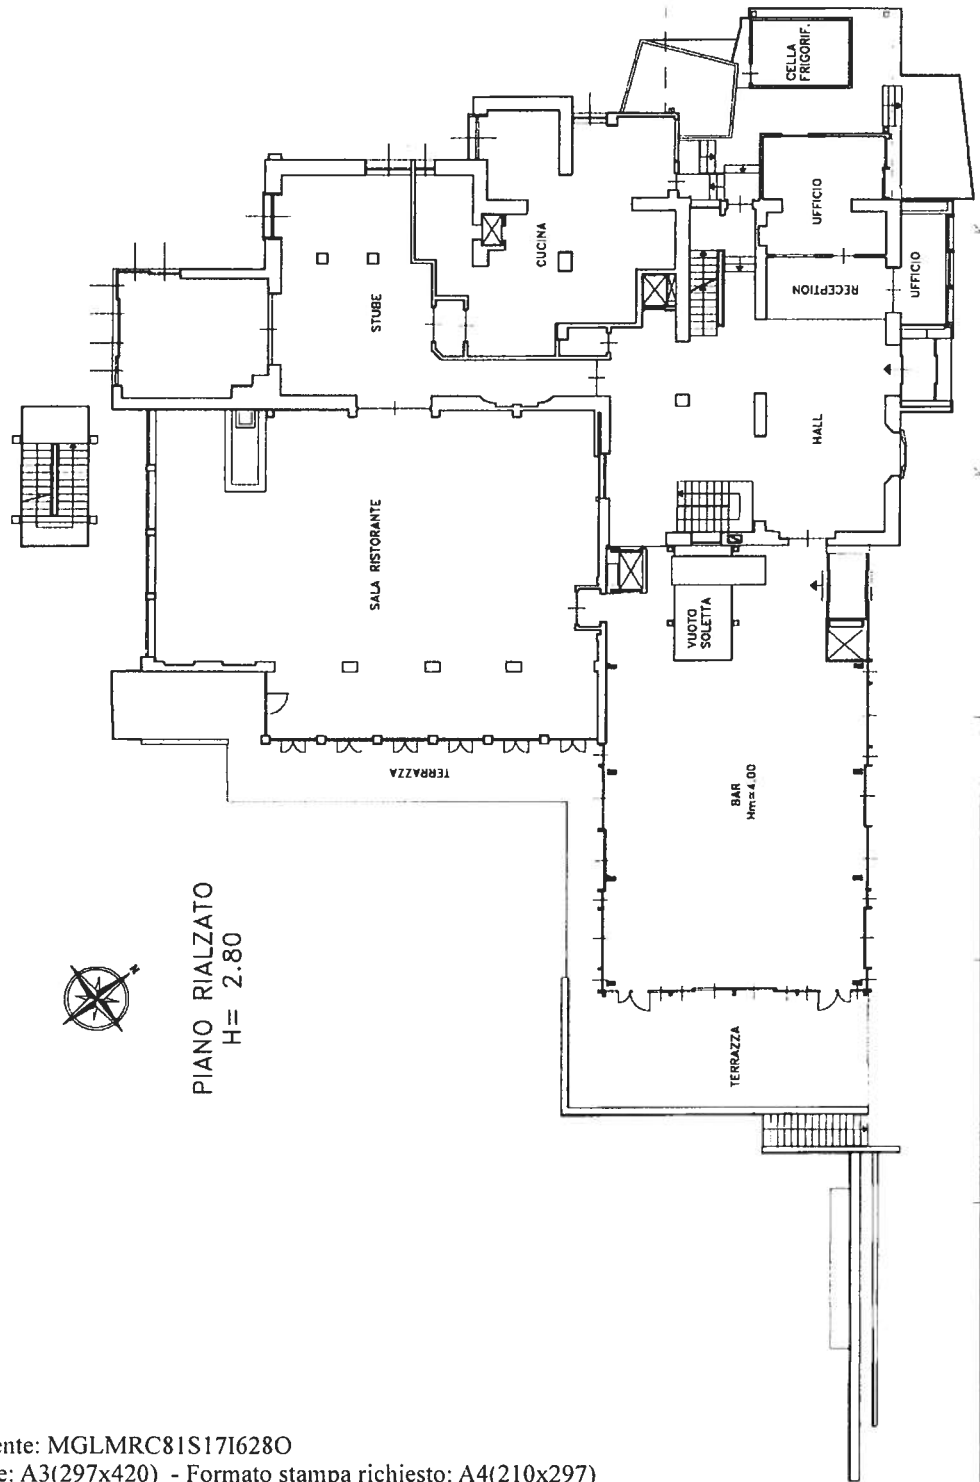 CELLA
FRIGORIF.
UFFICIO
CUCINA
STUBE
RECEPTION
UFFICIO
HALL
SALA RISTORANTE
VUOTO
SOLETTA
TERRAZZA
BAR
Hm=4.00
N
PIANO RIALZATO
H= 2.80
TERRAZZA
ente: MGLMRC81S17I628O
e: A3(297x420) - Formato stampa richiesto: A4(210x297)